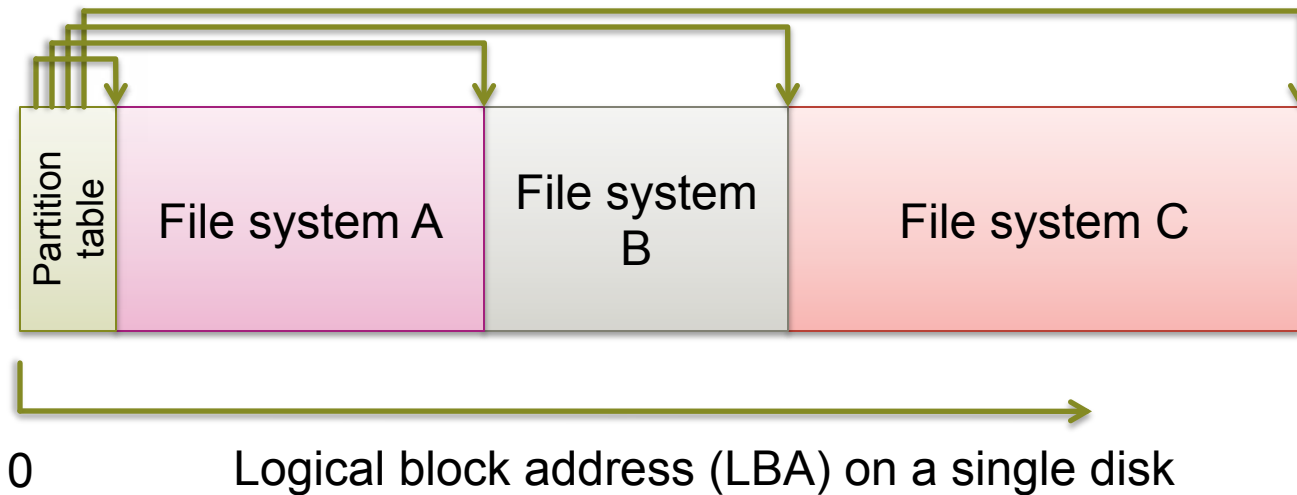 Partition
table
File system A
File system
B
File system C
0
Logical block address (LBA) on a single disk